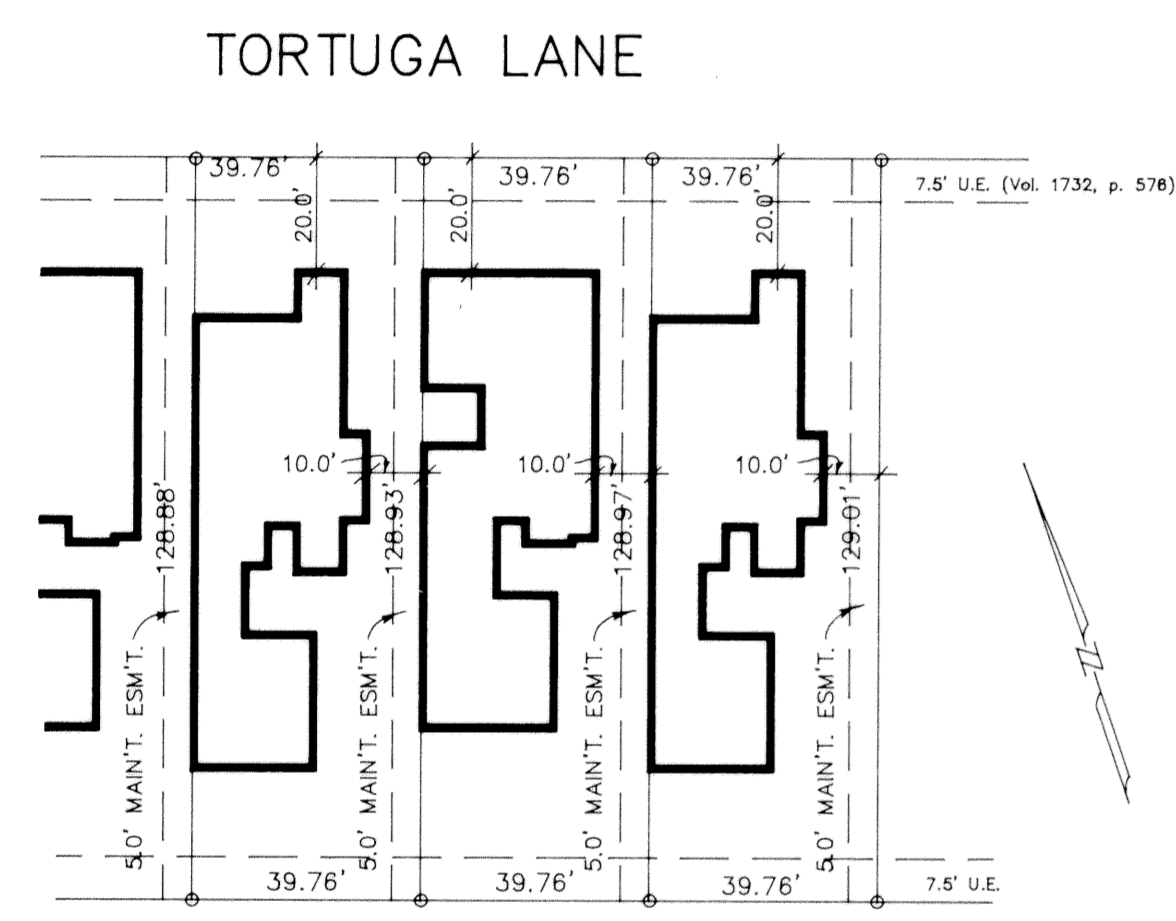 TORTUGA LANE
39.76'
39.76'
39.76'
7.5' U.E. (Vol. 1732, p. 578)
20.0'
20.0'
20.0'
10.0'
10.0'
10.0'
128.88'
128.93'
128.97'
129.01'
5.0' MAIN'T. ESM'T.
5.0' MAIN'T. ESM'T.
5.0' MAIN'T. ESM'T.
5.0' MAIN'T. ESM'T.
N
39.76'
39.76'
39.76'
7.5' U.E.